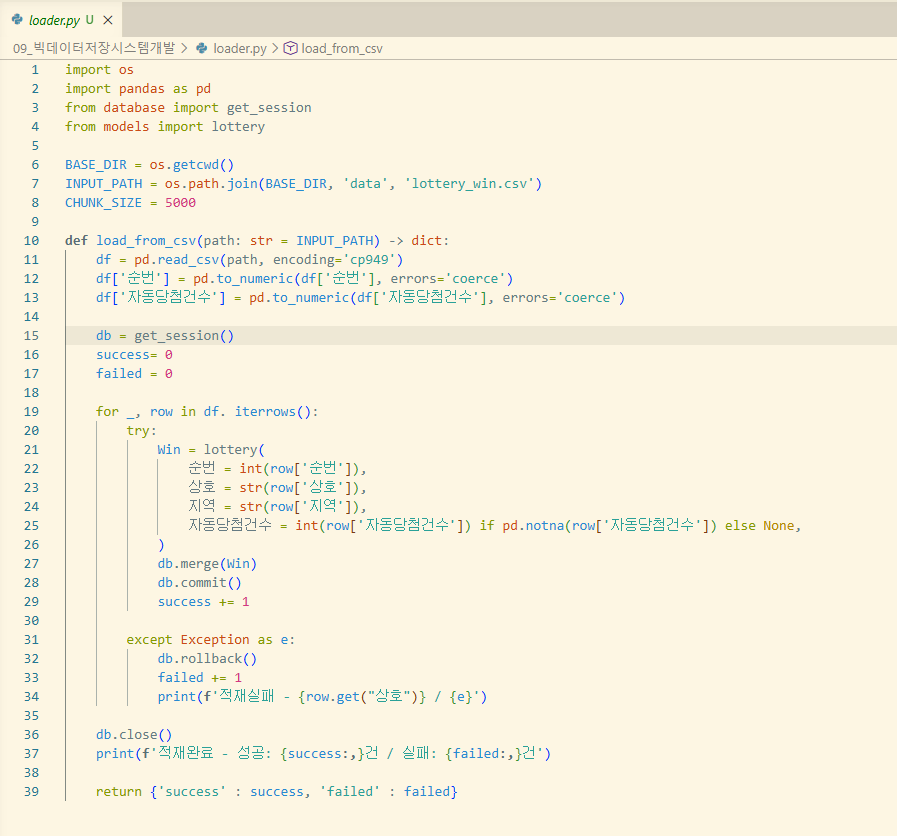 loader.py U ×
09_빅데이터저장시스템개발 > loader.py > load_from_csv
1 import os
2 import pandas as pd
3 from database import get_session
4 from models import lottery
5
6 BASE_DIR = os.getcwd()
7 INPUT_PATH = os.path.join(BASE_DIR, 'data', 'lottery_win.csv')
8 CHUNK_SIZE = 5000
9
10 def load_from_csv(path: str = INPUT_PATH) -> dict:
11     df = pd.read_csv(path, encoding='cp949')
12     df['순번'] = pd.to_numeric(df['순번'], errors='coerce')
13     df['자동당첨건수'] = pd.to_numeric(df['자동당첨건수'], errors='coerce')
14
15     db = get_session()
16     success= 0
17     failed = 0
18
19     for _, row in df. iterrows():
20         try:
21             Win = lottery(
22                 순번 = int(row['순번']),
23                 상호 = str(row['상호']),
24                 지역 = str(row['지역']),
25                 자동당첨건수 = int(row['자동당첨건수']) if pd.notna(row['자동당첨건수']) else None,
26             )
27             db.merge(Win)
28             db.commit()
29             success += 1
30
31         except Exception as e:
32             db.rollback()
33             failed += 1
34             print(f'적재실패 - {row.get("상호")} / {e}')
35
36     db.close()
37     print(f'적재완료 - 성공: {success:,}건 / 실패: {failed:,}건')
38
39     return {'success' : success, 'failed' : failed}